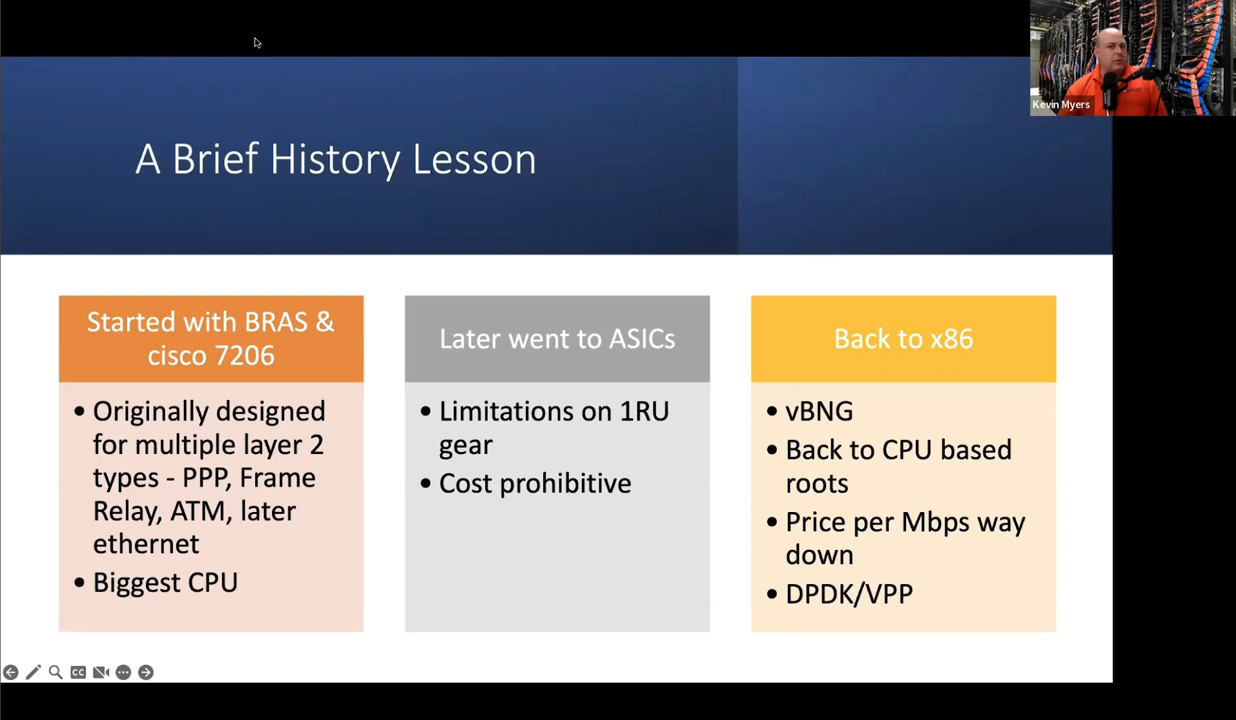 Kevin Myers
A Brief History Lesson
Started with BRAS &
cisco 7206
• Originally designed
for multiple layer 2
types - PPP, Frame
Relay, ATM, later
ethernet
• Biggest CPU
Later went to ASICs
• Limitations on 1RU
gear
• Cost prohibitive
Back to x86
• vBNG
• Back to CPU based
roots
• Price per Mbps way
down
• DPDK/VPP
CC